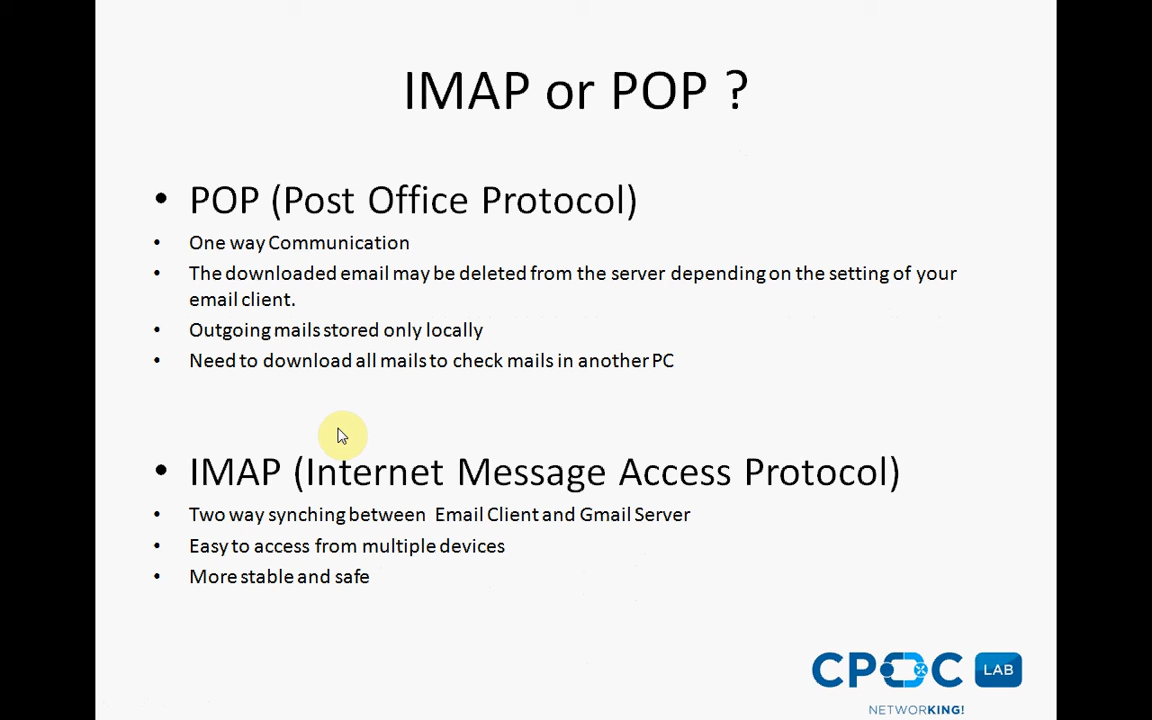 IMAP or POP ?
• POP (Post Office Protocol)
• One way Communication
• The downloaded email may be deleted from the server depending on the setting of your
email client.
• Outgoing mails stored only locally
• Need to download all mails to check mails in another PC
• IMAP (Internet Message Access Protocol)
• Two way synching between Email Client and Gmail Server
• Easy to access from multiple devices
• More stable and safe
CPOC LAB
NETWORKING!